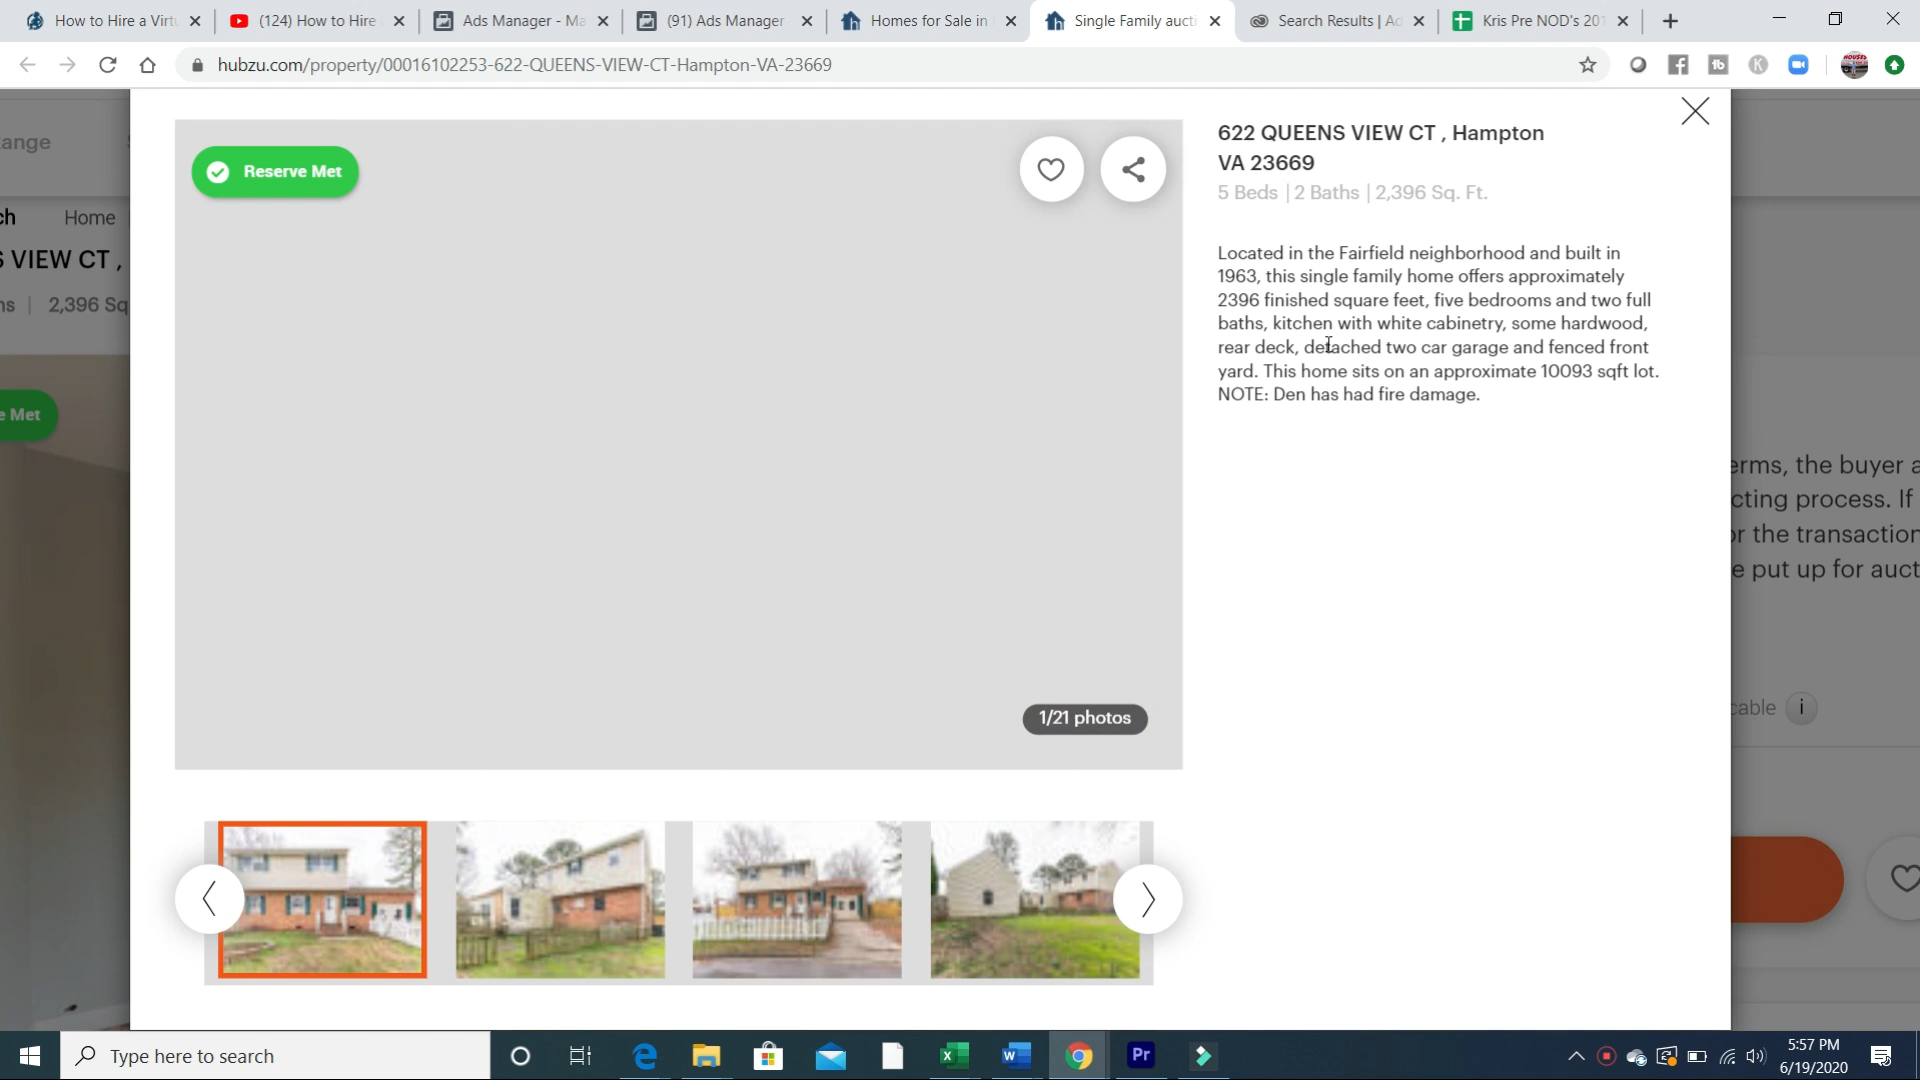 How to Hire a Virtu
(124) How to Hire a
Ads Manager - Ma
(91) Ads Manager
Homes for Sale in
Single Family aucti
Search Results | Ac
Kris Pre NOD's 201
hubzu.com/property/00016102253-622-QUEENS-VIEW-CT-Hampton-VA-23669
Reserve Met
1/21 photos
622 QUEENS VIEW CT , Hampton
VA 23669
5 Beds | 2 Baths | 2,396 Sq. Ft.
Located in the Fairfield neighborhood and built in
1963, this single family home offers approximately
2396 finished square feet, five bedrooms and two full
baths, kitchen with white cabinetry, some hardwood,
rear deck, detached two car garage and fenced front
yard. This home sits on an approximate 10093 sqft lot.
NOTE: Den has had fire damage.
ange
ch Home
S VIEW CT ,
ns | 2,396 Sq
e Met
erms, the buyer a
cting process. If
or the transaction
e put up for auct
cable i
Type here to search
Pr
5:57 PM
6/19/2020